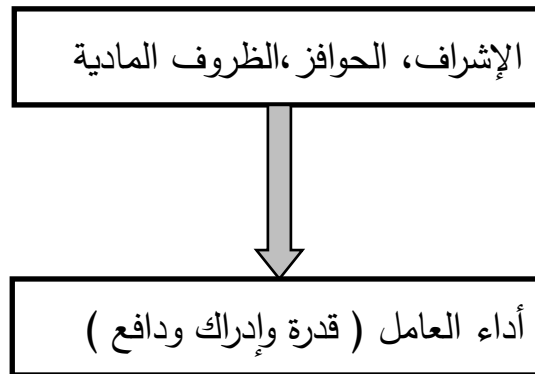 الإشراف، الحوافز ،الظروف المادية
أداء العامل ( قدرة وإدراك ودافع )